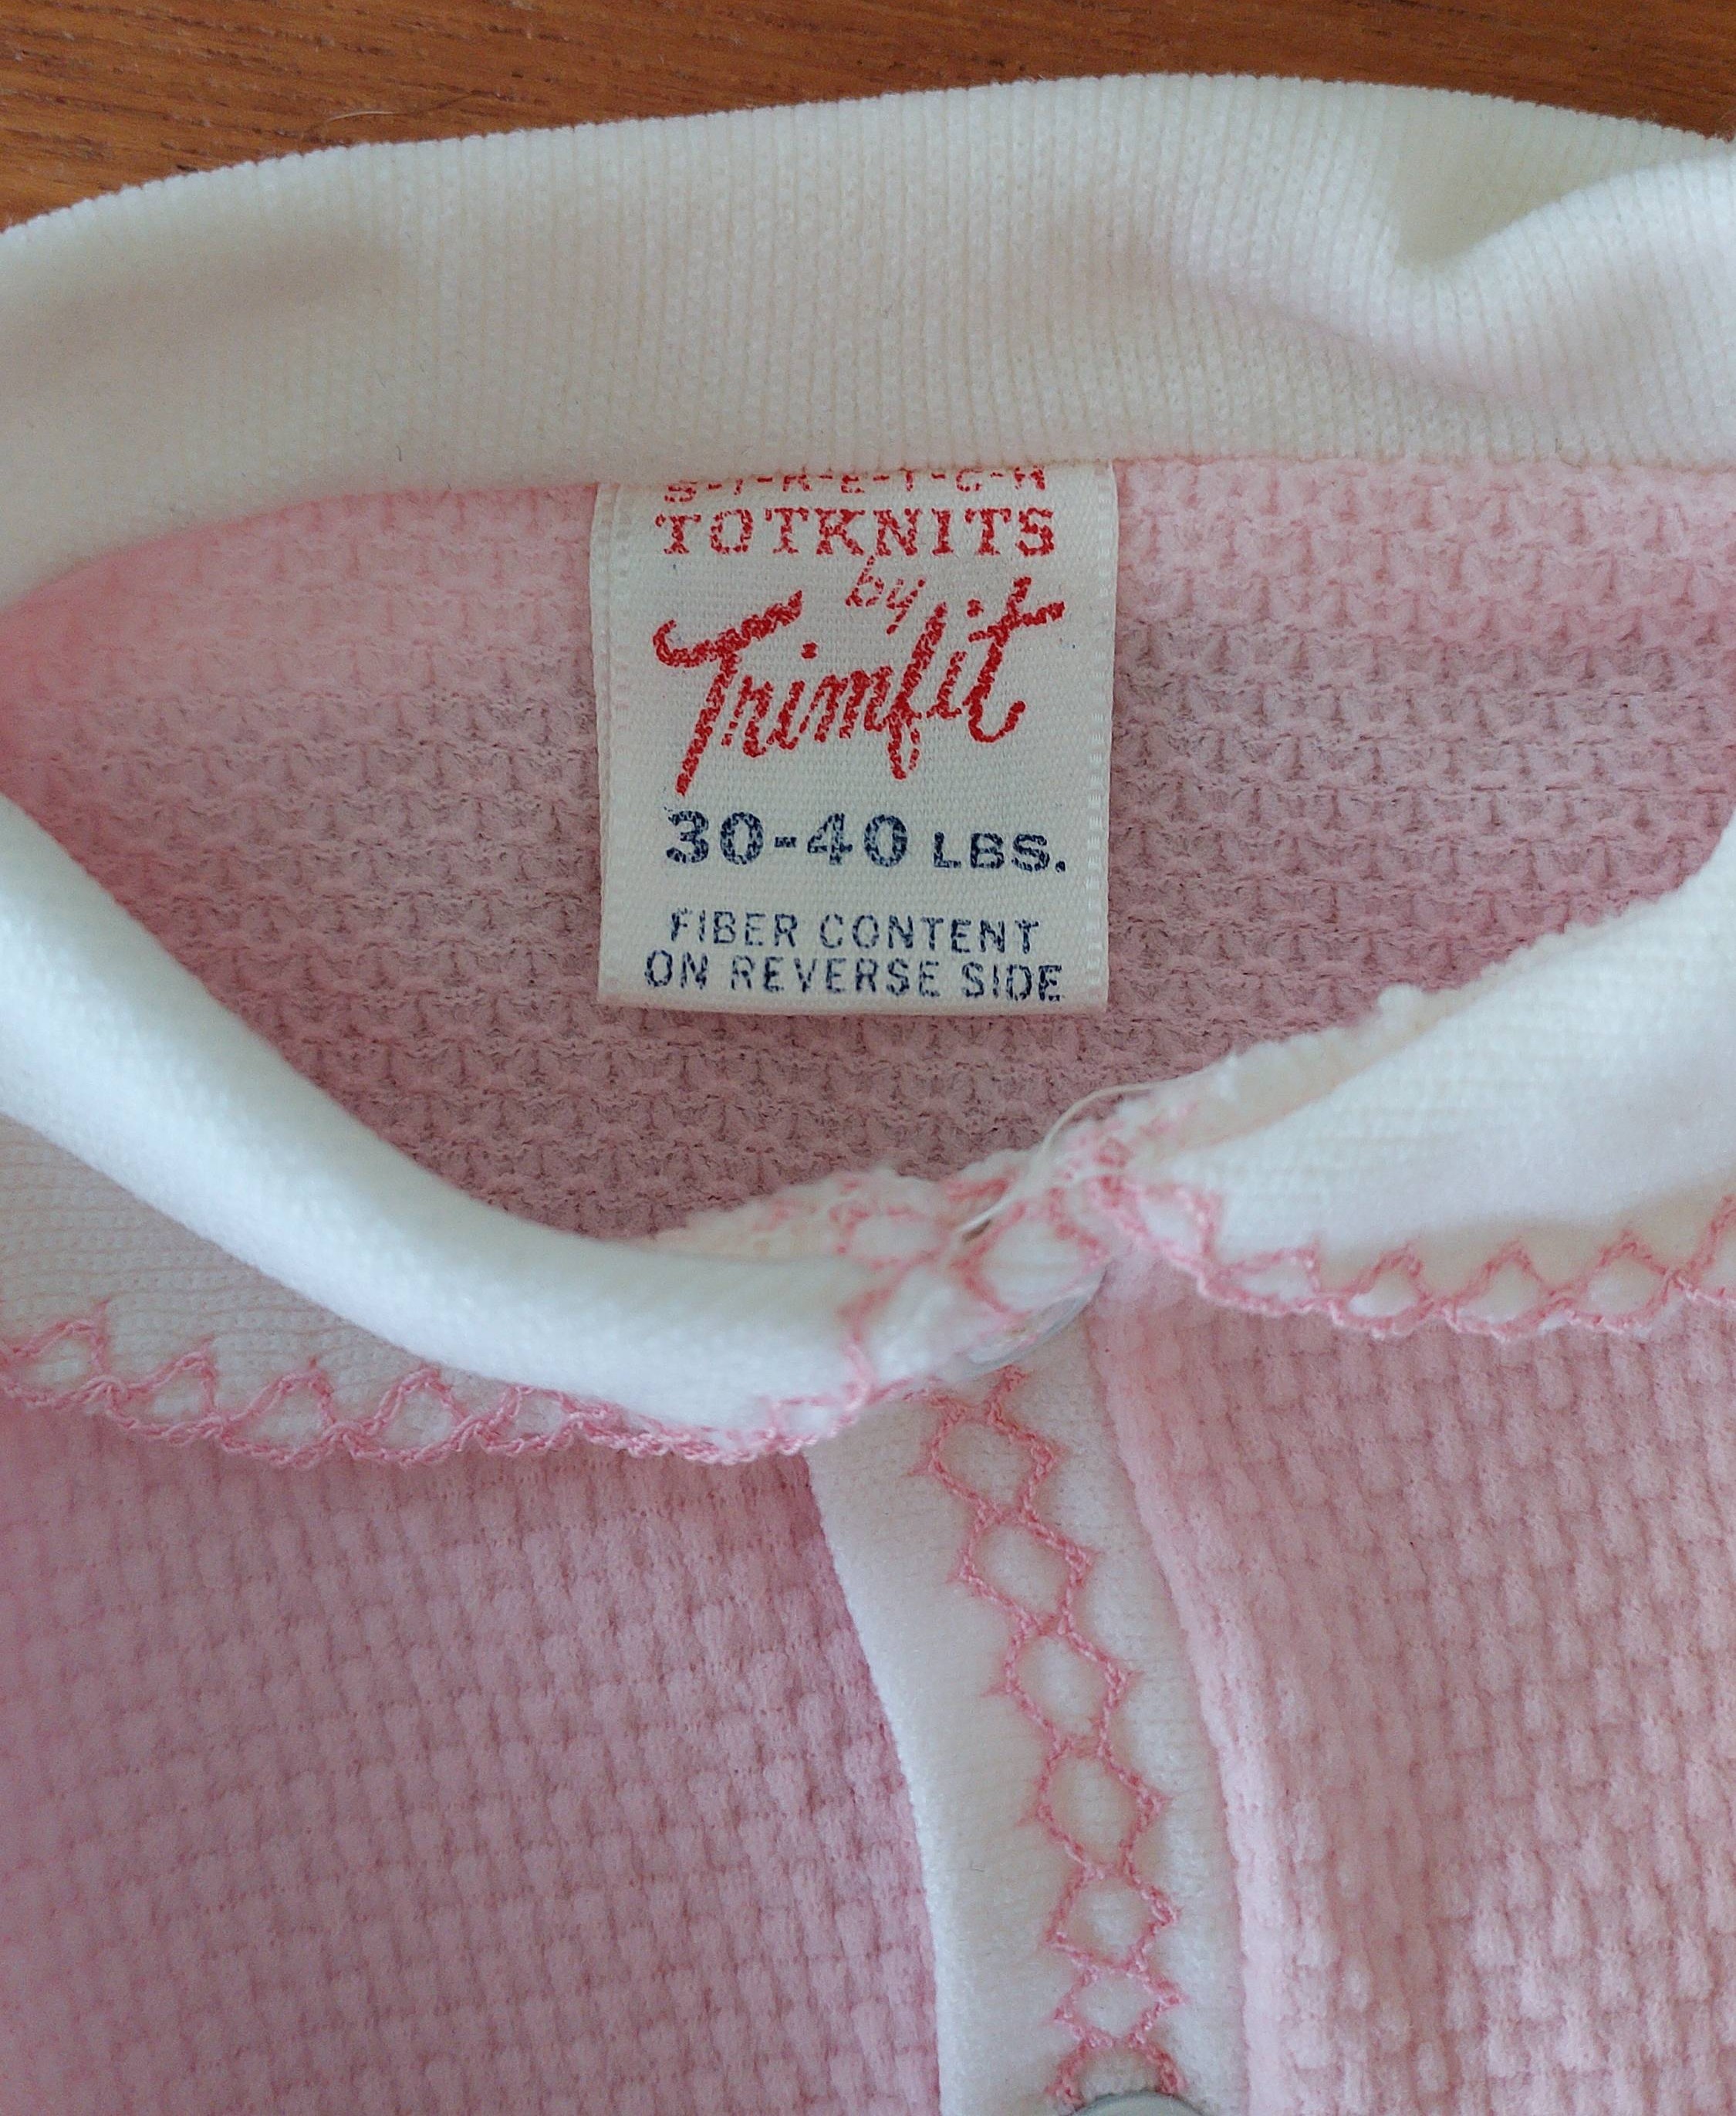 S-T-R-E-T-C-H
TOTKNITS
by
Trimfit
30-40 LBS.
FIBER CONTENT
ON REVERSE SIDE